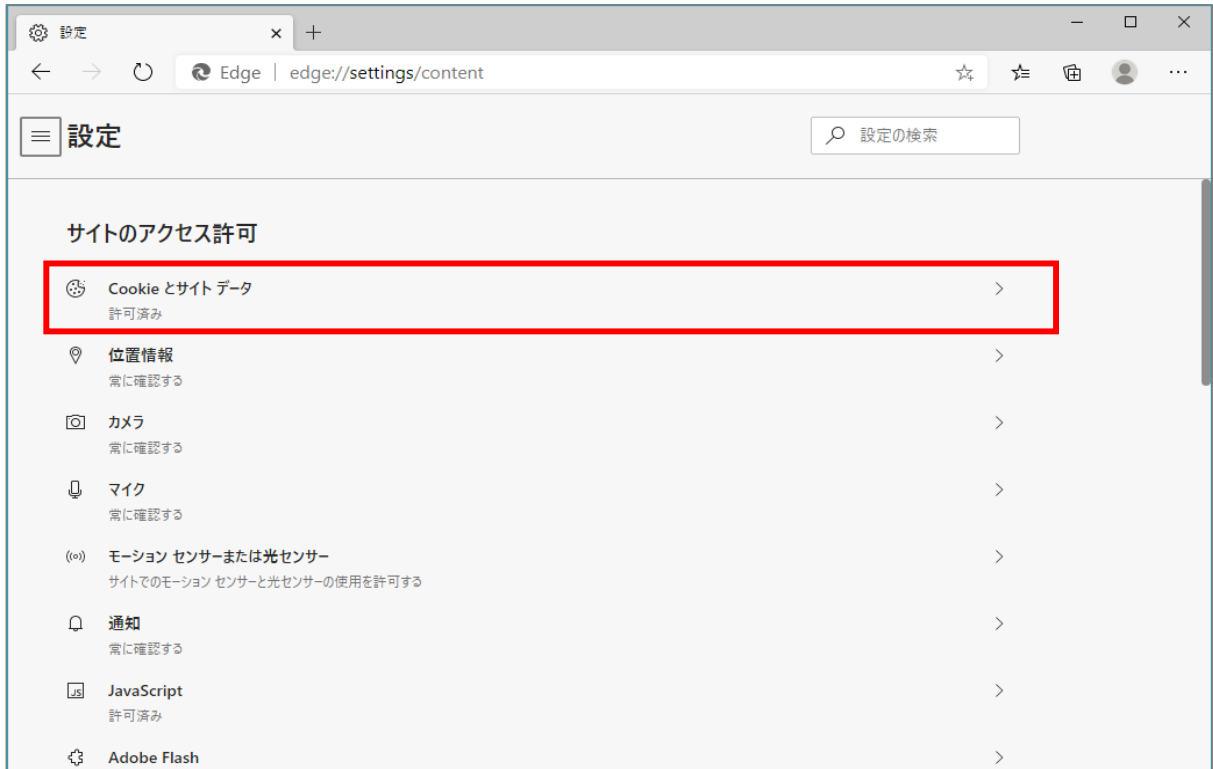 設定
Edge | edge://settings/content
設定
設定の検索
サイトのアクセス許可
Cookie とサイト データ
許可済み
位置情報
常に確認する
カメラ
常に確認する
マイク
常に確認する
モーション センサーまたは光センサー
サイトでのモーション センサーと光センサーの使用を許可する
通知
常に確認する
JS
JavaScript
許可済み
Adobe Flash